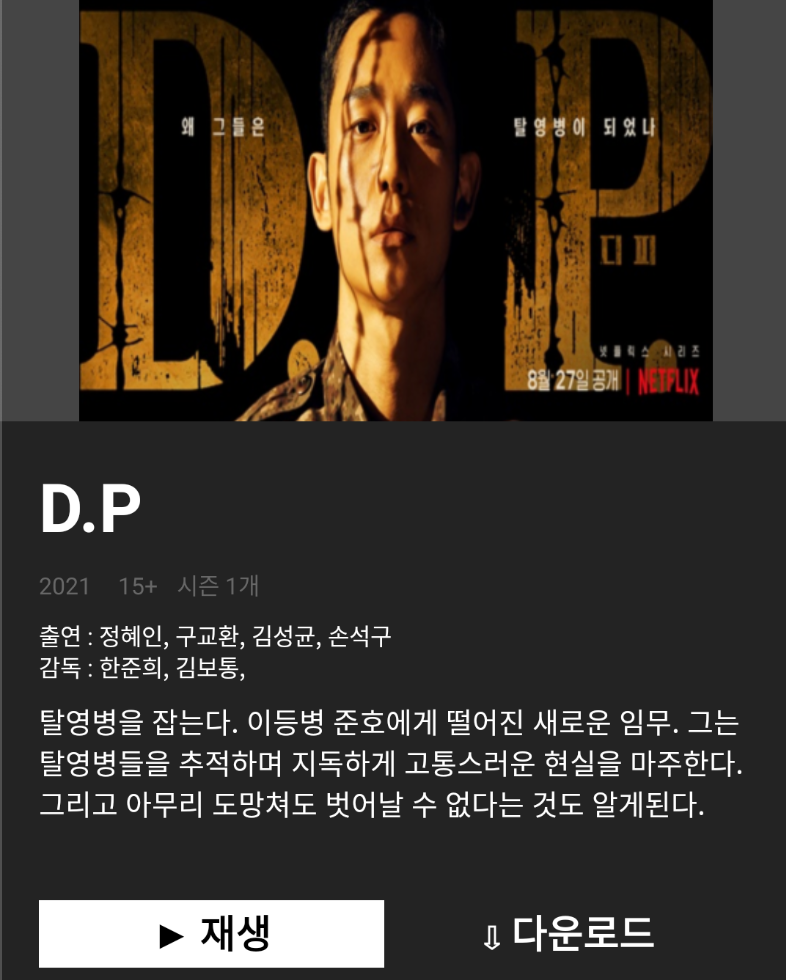 D.P
왜 그들은 탈영병이 되었나
디피
넷플릭스 시리즈
8월 27일 공개 | NETFLIX
D.P
2021 15+ 시즌 1개
출연 : 정혜인, 구교환, 김성균, 손석구
감독 : 한준희, 김보통,
탈영병을 잡는다. 이등병 준호에게 떨어진 새로운 임무. 그는
탈영병들을 추적하며 지독하게 고통스러운 현실을 마주한다.
그리고 아무리 도망쳐도 벗어날 수 없다는 것도 알게된다.
▶ 재생 ⇩ 다운로드